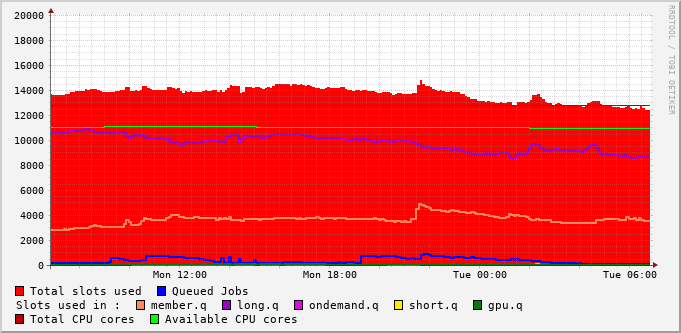 20000
18000
16000
14000
12000
10000
8000
6000
4000
2000
0
Mon 12:00 Mon 18:00 Tue 00:00 Tue 06:00
RRDTOOL / TOBI OETIKER
Total slots used Queued Jobs
Slots used in : member.q long.q ondemand.q short.q gpu.q
Total CPU cores Available CPU cores